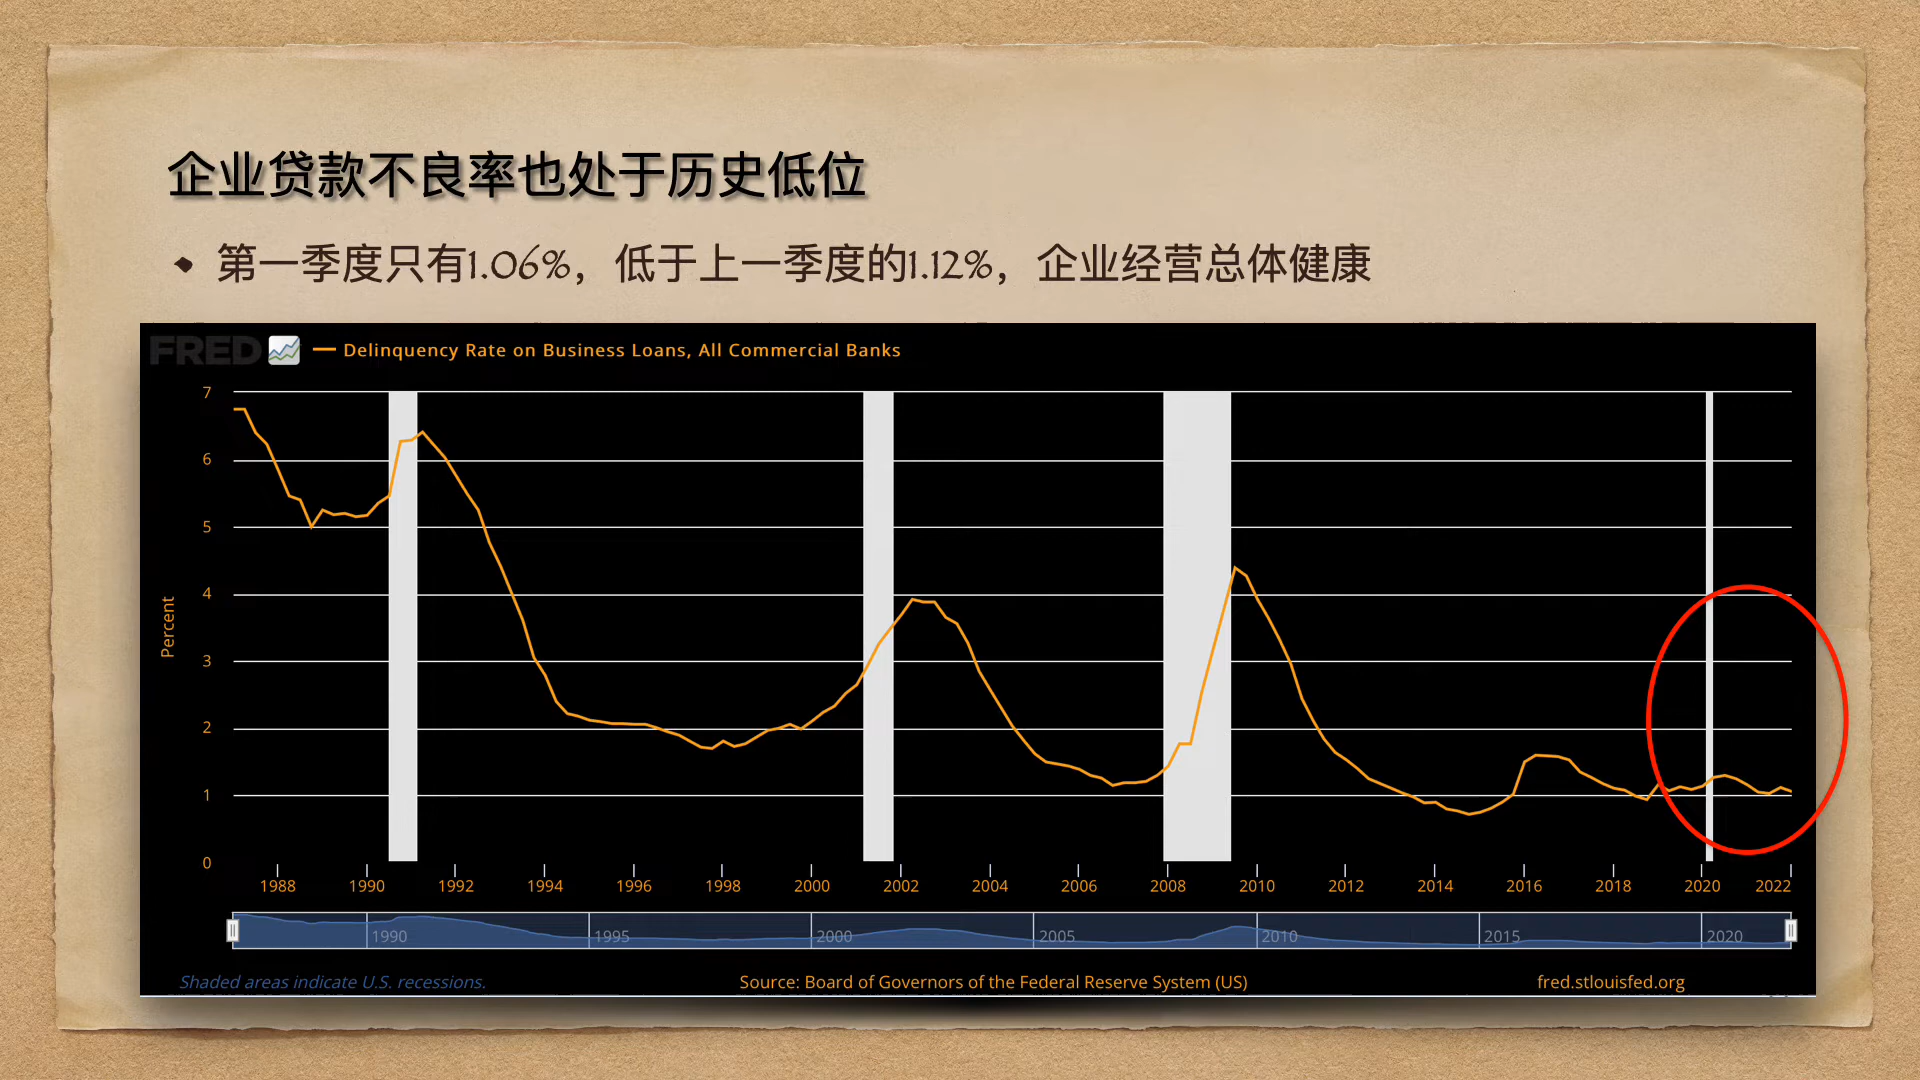 企业贷款不良率也处于历史低位
第一季度只有1.06%，低于上一季度的1.12%，企业经营总体健康
FRED — Delinquency Rate on Business Loans, All Commercial Banks
7
6
5
4
3
2
1
0
Percent
1988 1990 1992 1994 1996 1998 2000 2002 2004 2006 2008 2010 2012 2014 2016 2018 2020 2022
1990 1995 2000 2005 2010 2015 2020
Shaded areas indicate U.S. recessions. Source: Board of Governors of the Federal Reserve System (US) fred.stlouisfed.org